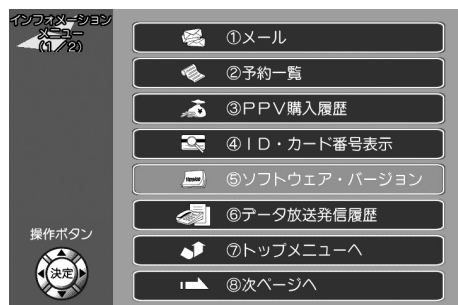 インフォメーション
メニュー
(1/2)
①メール
②予約一覧
③PPV購入履歴
④ID・カード番号表示
⑤ソフトウェア・バージョン
⑥データ放送発信履歴
⑦トップメニューへ
⑧次ページへ
操作ボタン
決定